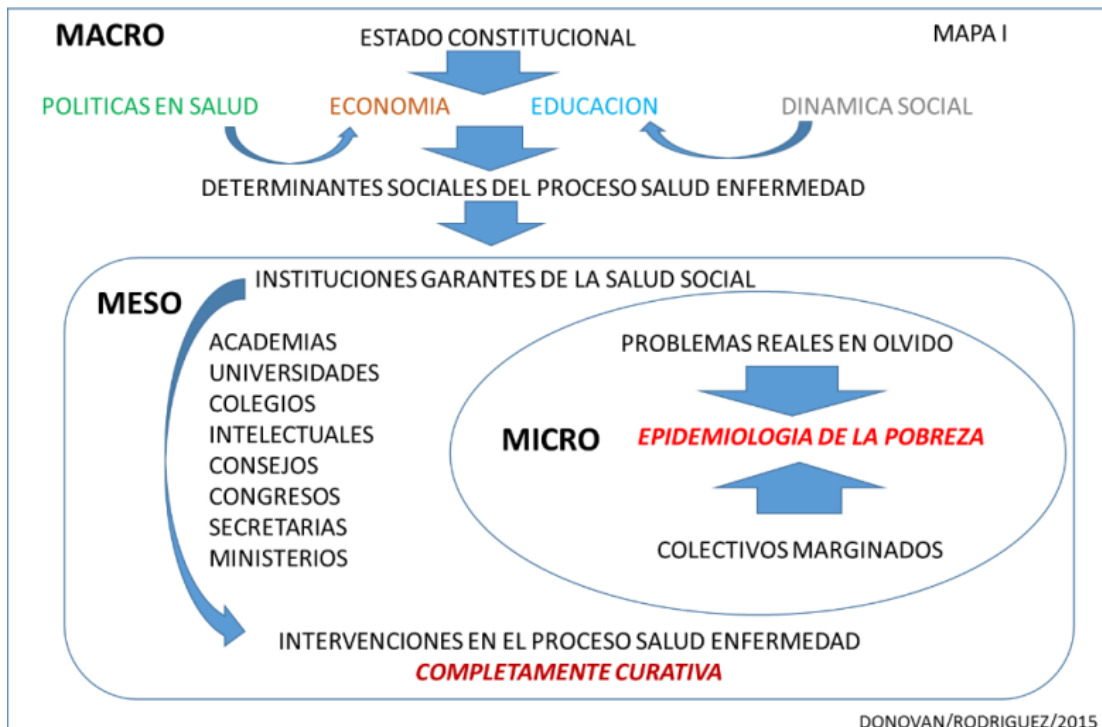 MACRO
ESTADO CONSTITUCIONAL
MAPA I
POLITICAS EN SALUD
ECONOMIA
EDUCACION
DINAMICA SOCIAL
DETERMINANTES SOCIALES DEL PROCESO SALUD ENFERMEDAD
INSTITUCIONES GARANTES DE LA SALUD SOCIAL
MESO
ACADEMIAS
UNIVERSIDADES
COLEGIOS
INTELECTUALES
CONSEJOS
CONGRESOS
SECRETARIAS
MINISTERIOS
PROBLEMAS REALES EN OLVIDO
MICRO
EPIDEMIOLOGIA DE LA POBREZA
COLECTIVOS MARGINADOS
INTERVENCIONES EN EL PROCESO SALUD ENFERMEDAD
COMPLETAMENTE CURATIVA
DONOVAN/RODRIGUEZ/2015